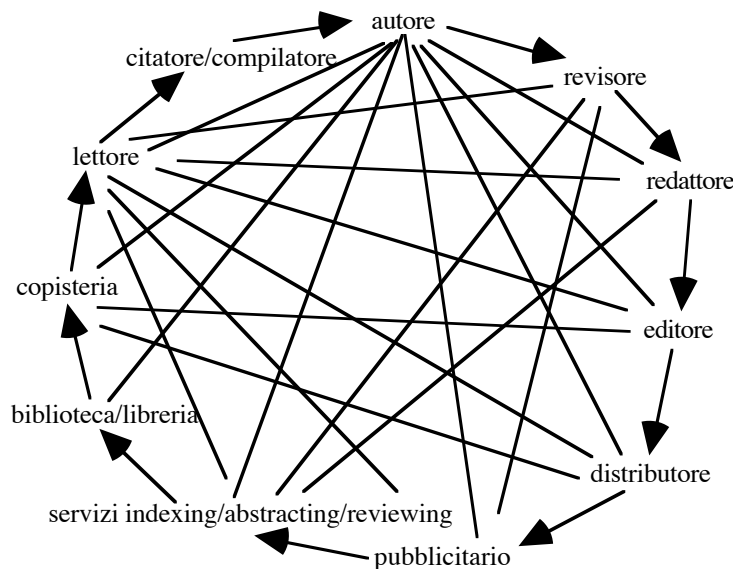 autore
citatore/compilatore
revisore
lettore
redattore
copisteria
editore
biblioteca/libreria
distributore
servizi indexing/abstracting/reviewing
pubblicitario